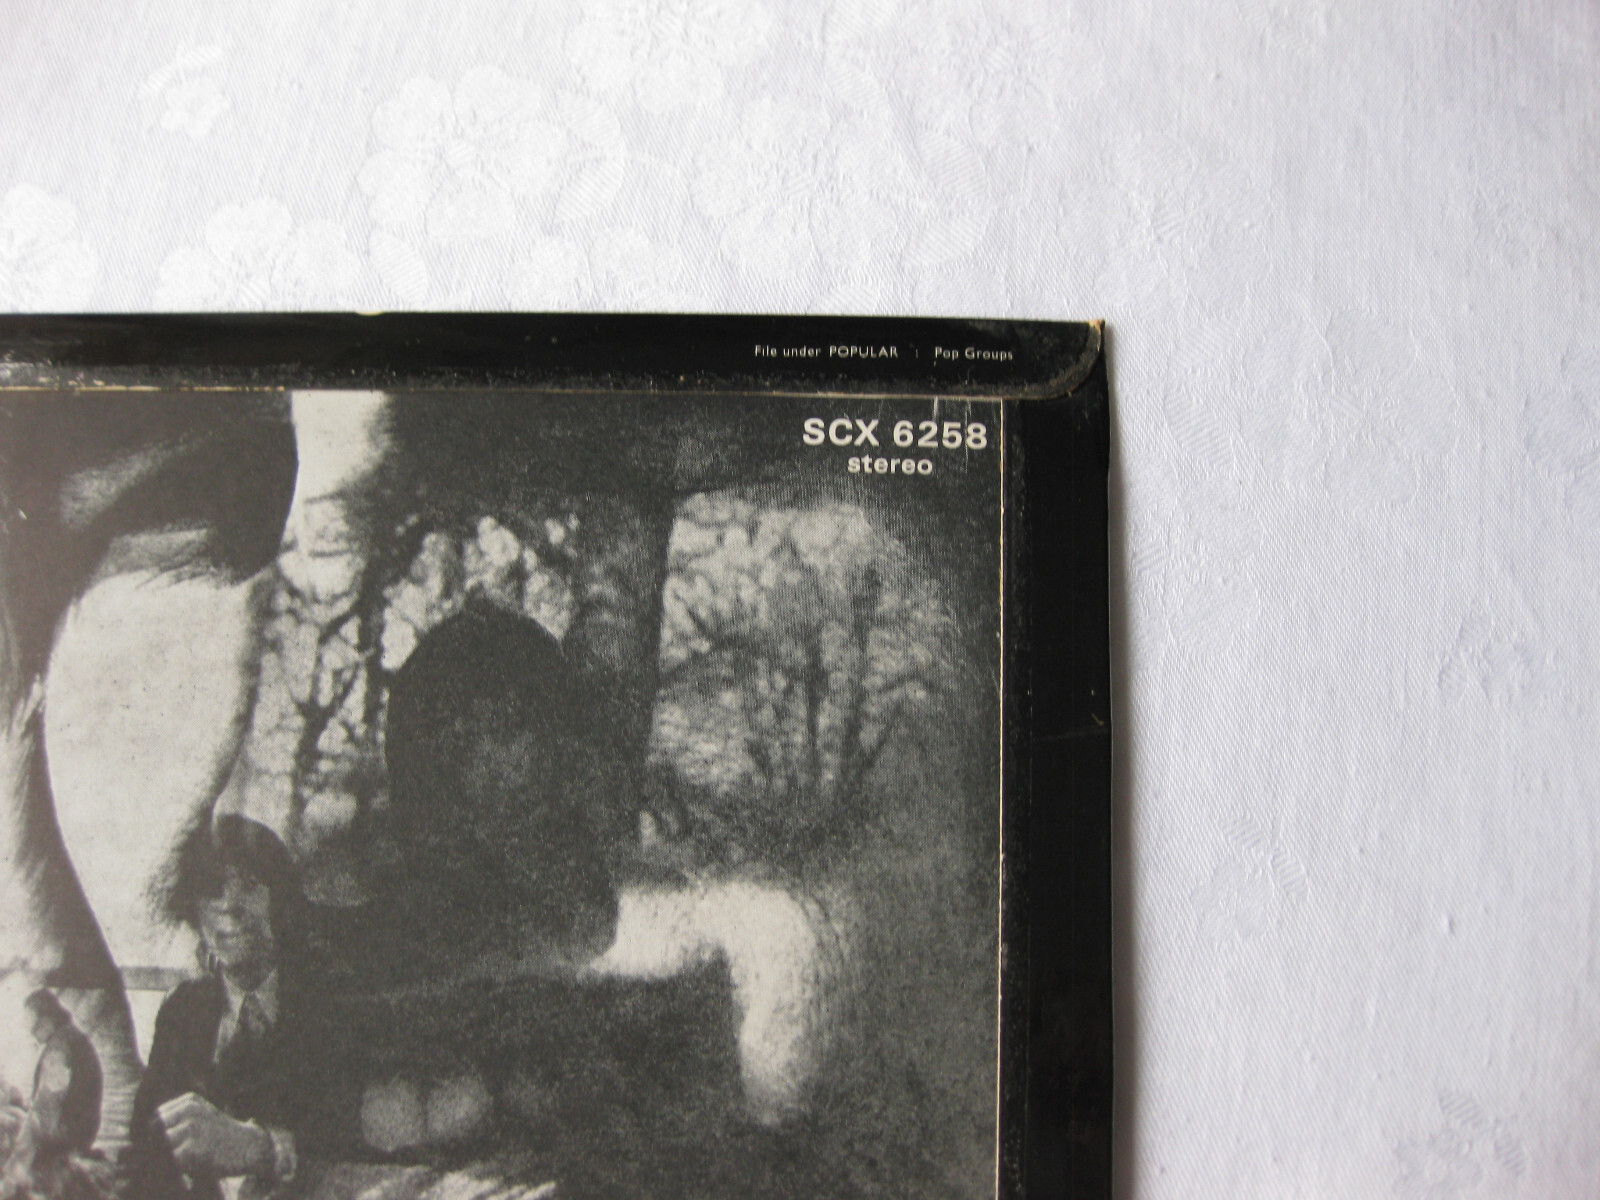 File under POPULAR : Pop Groups
SCX 6258
stereo